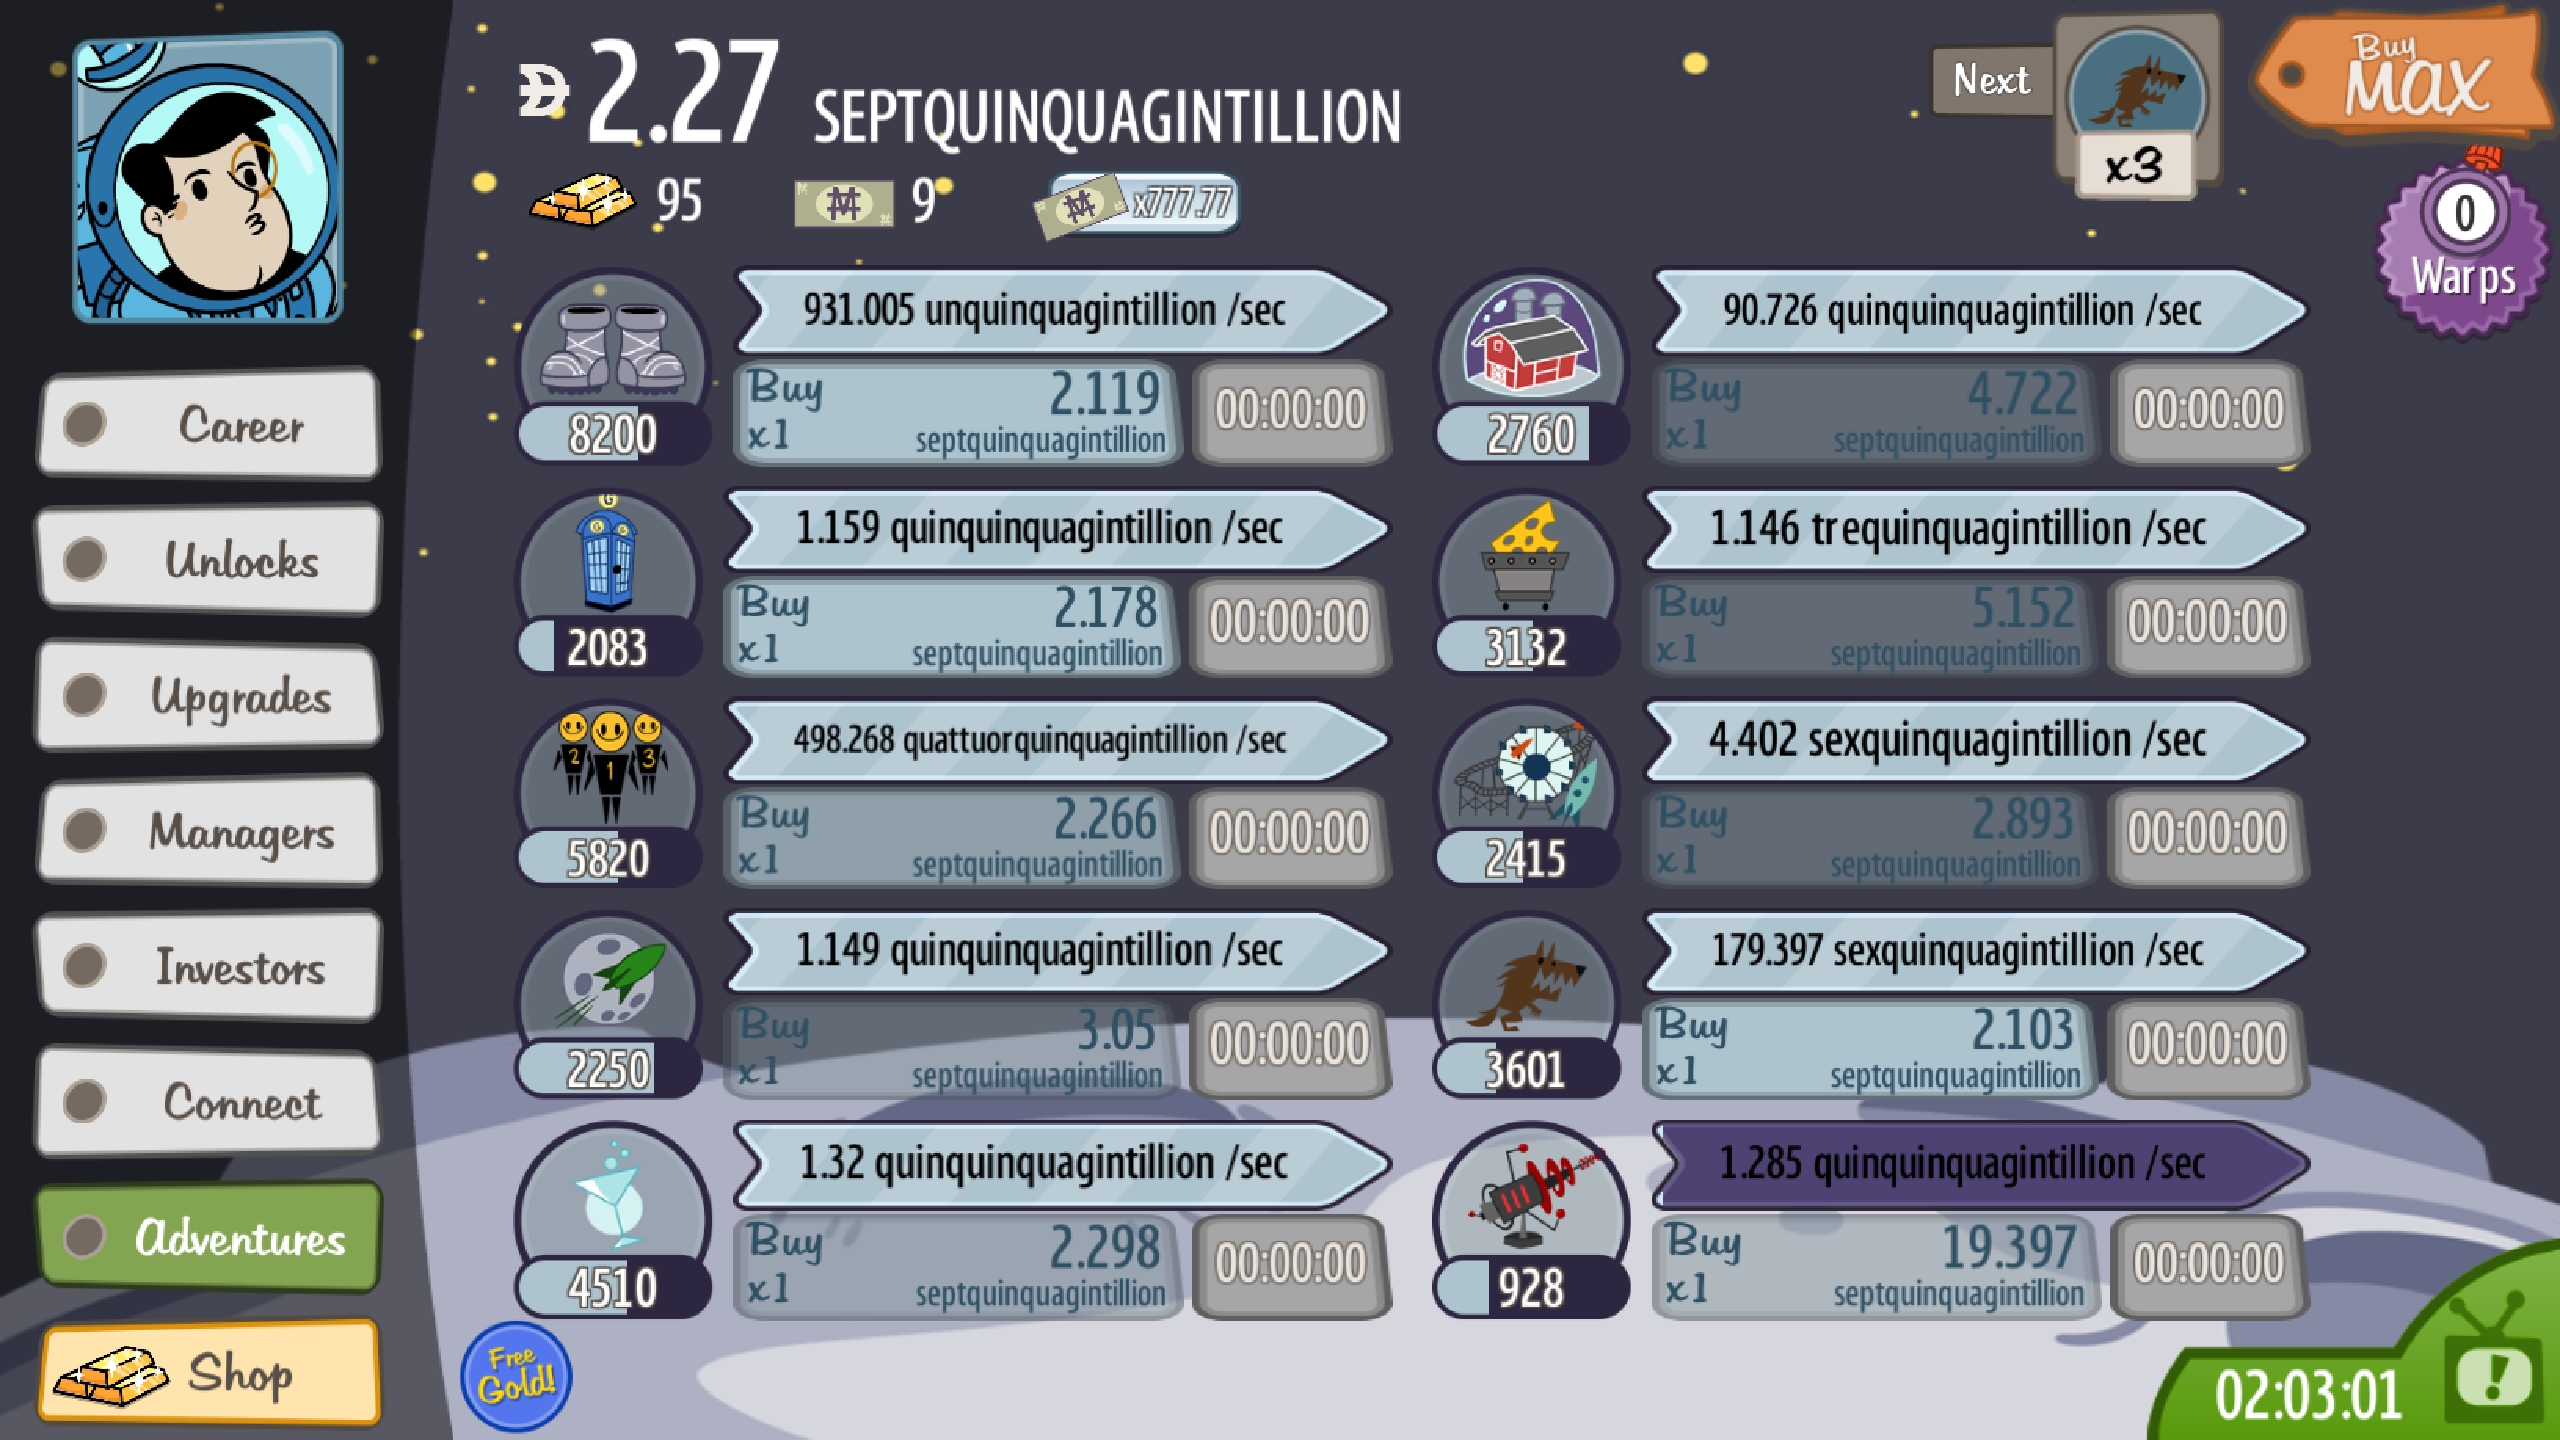 2.27 SEPTQUINQUAGINTILLION
95 9 x777.77
Next
x3
Buy
MAX
0
Warps
Career
Unlocks
Upgrades
Managers
Investors
Connect
Adventures
Shop
931.005 unquinquagintillion /sec
Buy 2.119
x1 septquinquagintillion
00:00:00
8200
1.159 quinquinquagintillion /sec
Buy 2.178
x1 septquinquagintillion
00:00:00
2083
2 1 3
498.268 quattuorquinquagintillion /sec
Buy 2.266
x1 septquinquagintillion
00:00:00
5820
1.149 quinquinquagintillion /sec
Buy 3.05
x1 septquinquagintillion
00:00:00
2250
1.32 quinquinquagintillion /sec
Buy 2.298
x1 septquinquagintillion
00:00:00
4510
90.726 quinquinquagintillion /sec
Buy 4.722
x1 septquinquagintillion
00:00:00
2760
1.146 trequinquagintillion /sec
Buy 5.152
x1 septquinquagintillion
00:00:00
3132
4.402 sexquinquagintillion /sec
Buy 2.893
x1 septquinquagintillion
00:00:00
2415
179.397 sexquinquagintillion /sec
Buy 2.103
x1 septquinquagintillion
00:00:00
3601
1.285 quinquinquagintillion /sec
Buy 19.397
x1 septquinquagintillion
00:00:00
928
Free
Gold!
02:03:01
!